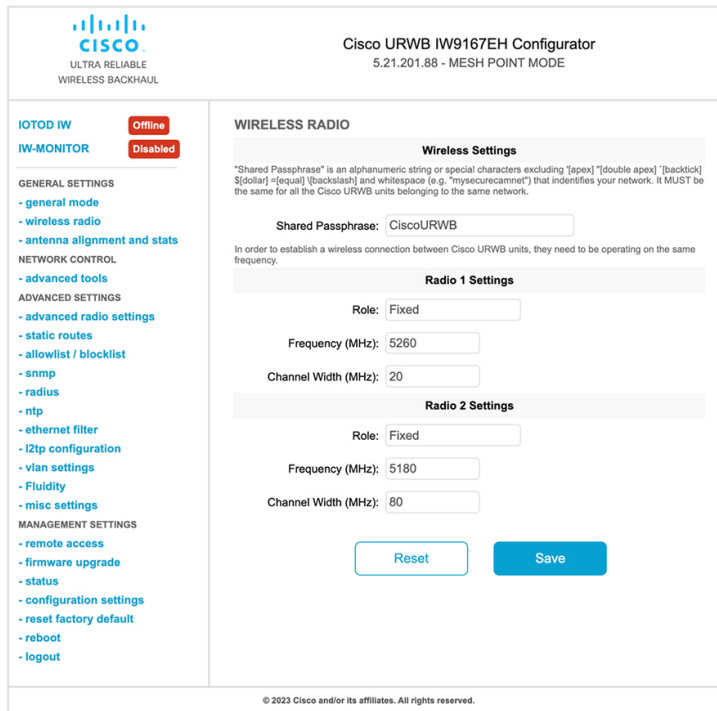 CISCO
ULTRA RELIABLE
WIRELESS BACKHAUL
Cisco URWB IW9167EH Configurator
5.21.201.88 - MESH POINT MODE
IOTOD IW Offline
IW-MONITOR Disabled
GENERAL SETTINGS
- general mode
- wireless radio
- antenna alignment and stats
NETWORK CONTROL
- advanced tools
ADVANCED SETTINGS
- advanced radio settings
- static routes
- allowlist / blocklist
- snmp
- radius
- ntp
- ethernet filter
- l2tp configuration
- vlan settings
- Fluidity
- misc settings
MANAGEMENT SETTINGS
- remote access
- firmware upgrade
- status
- configuration settings
- reset factory default
- reboot
- logout
WIRELESS RADIO
Wireless Settings
"Shared Passphrase" is an alphanumeric string or special characters excluding '[apex] "[double apex] `[backtick]
$[dollar] =[equal] \[backslash] and whitespace (e.g. "mysecurecamnet") that indentifies your network. It MUST be
the same for all the Cisco URWB units belonging to the same network.
Shared Passphrase: CiscoURWB
In order to establish a wireless connection between Cisco URWB units, they need to be operating on the same
frequency.
Radio 1 Settings
Role: Fixed
Frequency (MHz): 5260
Channel Width (MHz): 20
Radio 2 Settings
Role: Fixed
Frequency (MHz): 5180
Channel Width (MHz): 80
Reset Save
© 2023 Cisco and/or its affiliates. All rights reserved.